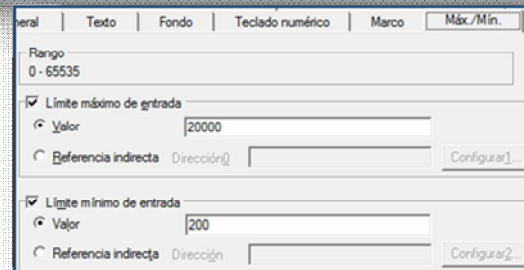 neral Texto Fondo Teclado numérico Marco Máx./Mín.
Rango
0 - 65535
Límite máximo de entrada
Valor 20000
Referencia indirecta Dirección0 Configurar1...
Límite mínimo de entrada
Valor 200
Referencia indirecta Dirección Configurar2...